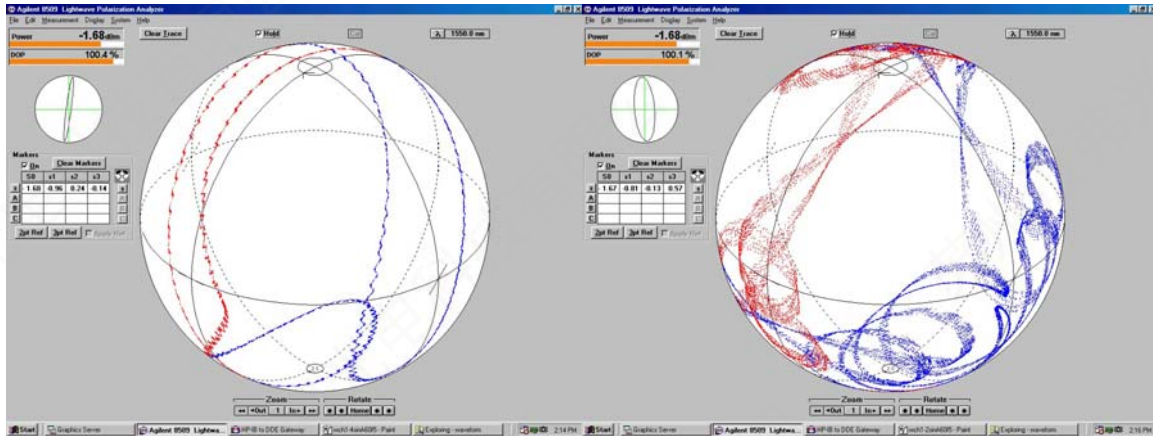 Agilent 8509 Lightwave Polarization Analyzer
File Edit Measurement Display System Help
Power -1.68 dBm
DOP 100.4 %
Clear Trace
Hold
λ 1550.0 nm
Markers
On Clear Markers
S0 s1 s2 s3
-1.68 -0.96 0.24 -0.14
A
B
C
2pt Ref 3pt Ref
Zoom Rotate
Out 1 In+ Home
Start Graphics Server Agilent 8509 Lightwa... HP-IB to DDE Gateway Exploring - waveform 2:14 PM
Agilent 8509 Lightwave Polarization Analyzer
File Edit Measurement Display System Help
Power -1.68 dBm
DOP 100.1 %
Clear Trace
Hold
λ 1550.0 nm
Markers
On Clear Markers
S0 s1 s2 s3
-1.67 -0.81 -0.13 0.57
A
B
C
2pt Ref 3pt Ref
Zoom Rotate
Out 1 In+ Home
Start Graphics Server Agilent 8509 Lightwa... HP-IB to DDE Gateway Exploring - waveform 2:16 PM